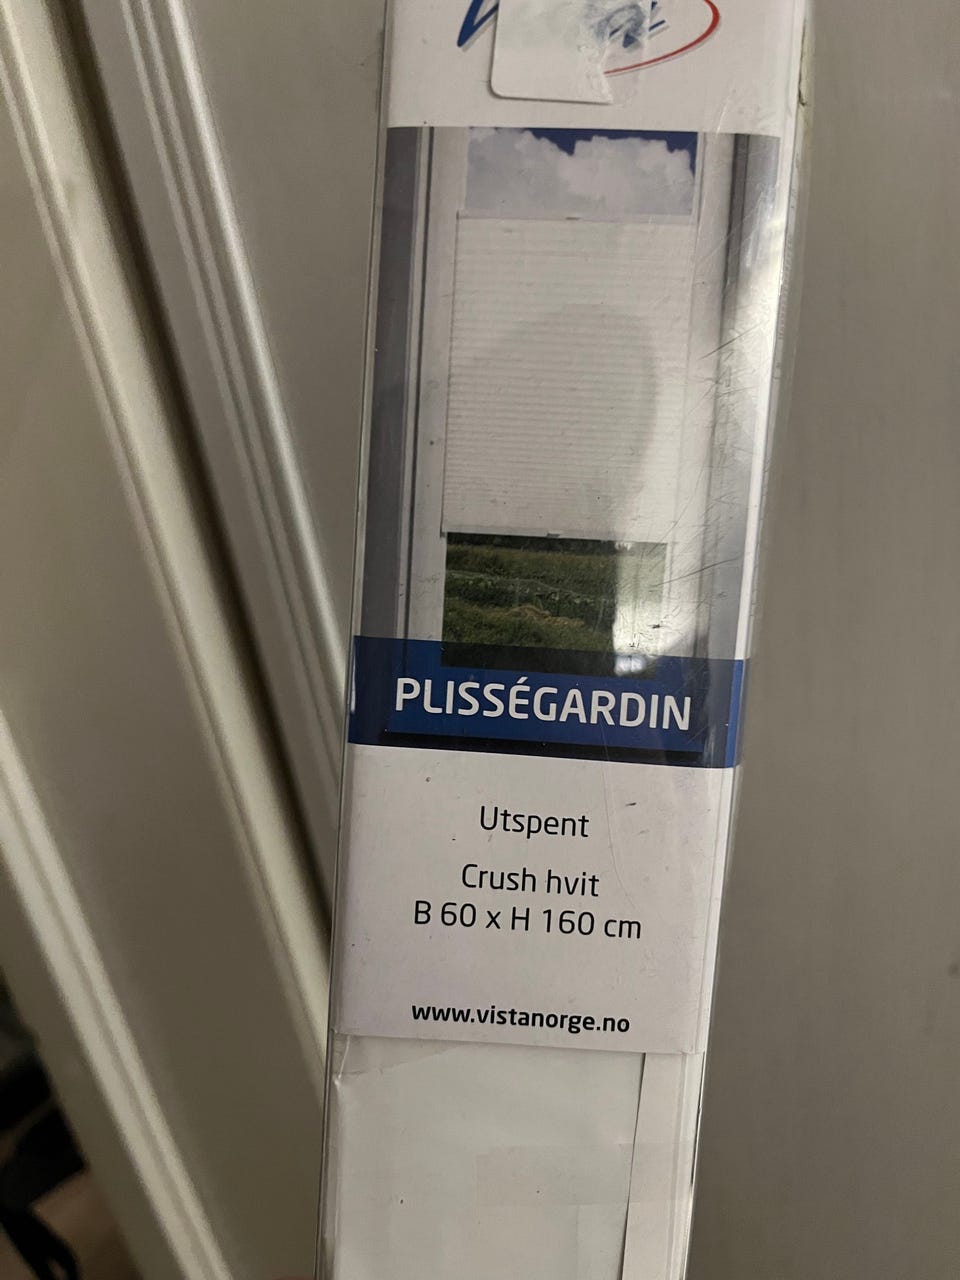 PLISSÉGARDIN
Utspent
Crush hvit
B 60 x H 160 cm
www.vistanorge.no